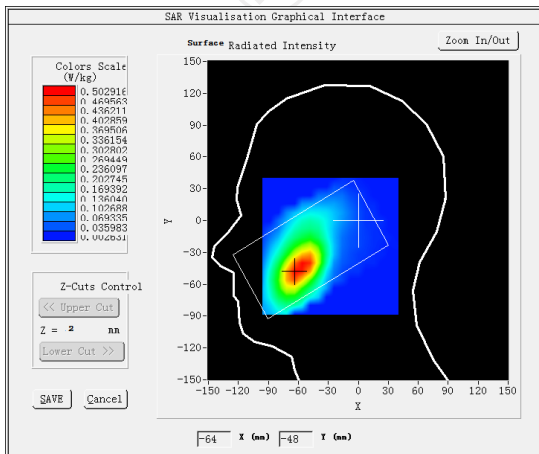 SAR Visualisation Graphical Interface
Surface Radiated Intensity
Zoom In/Out
Colors Scale
(W/kg)
0.502916
0.469563
0.436211
0.402859
0.369506
0.336154
0.302802
0.269449
0.236097
0.202745
0.169392
0.136040
0.102688
0.069335
0.035983
0.002631
150
120
90
60
30
0
-30
-60
-90
-120
-150
Y
-150 -120 -90 -60 -30 0 30 60 90 120 150
X
Z-Cuts Control
<< Upper Cut
Z = 2 mm
Lower Cut >>
SAVE Cancel
-64 X (mm) -48 Y (mm)